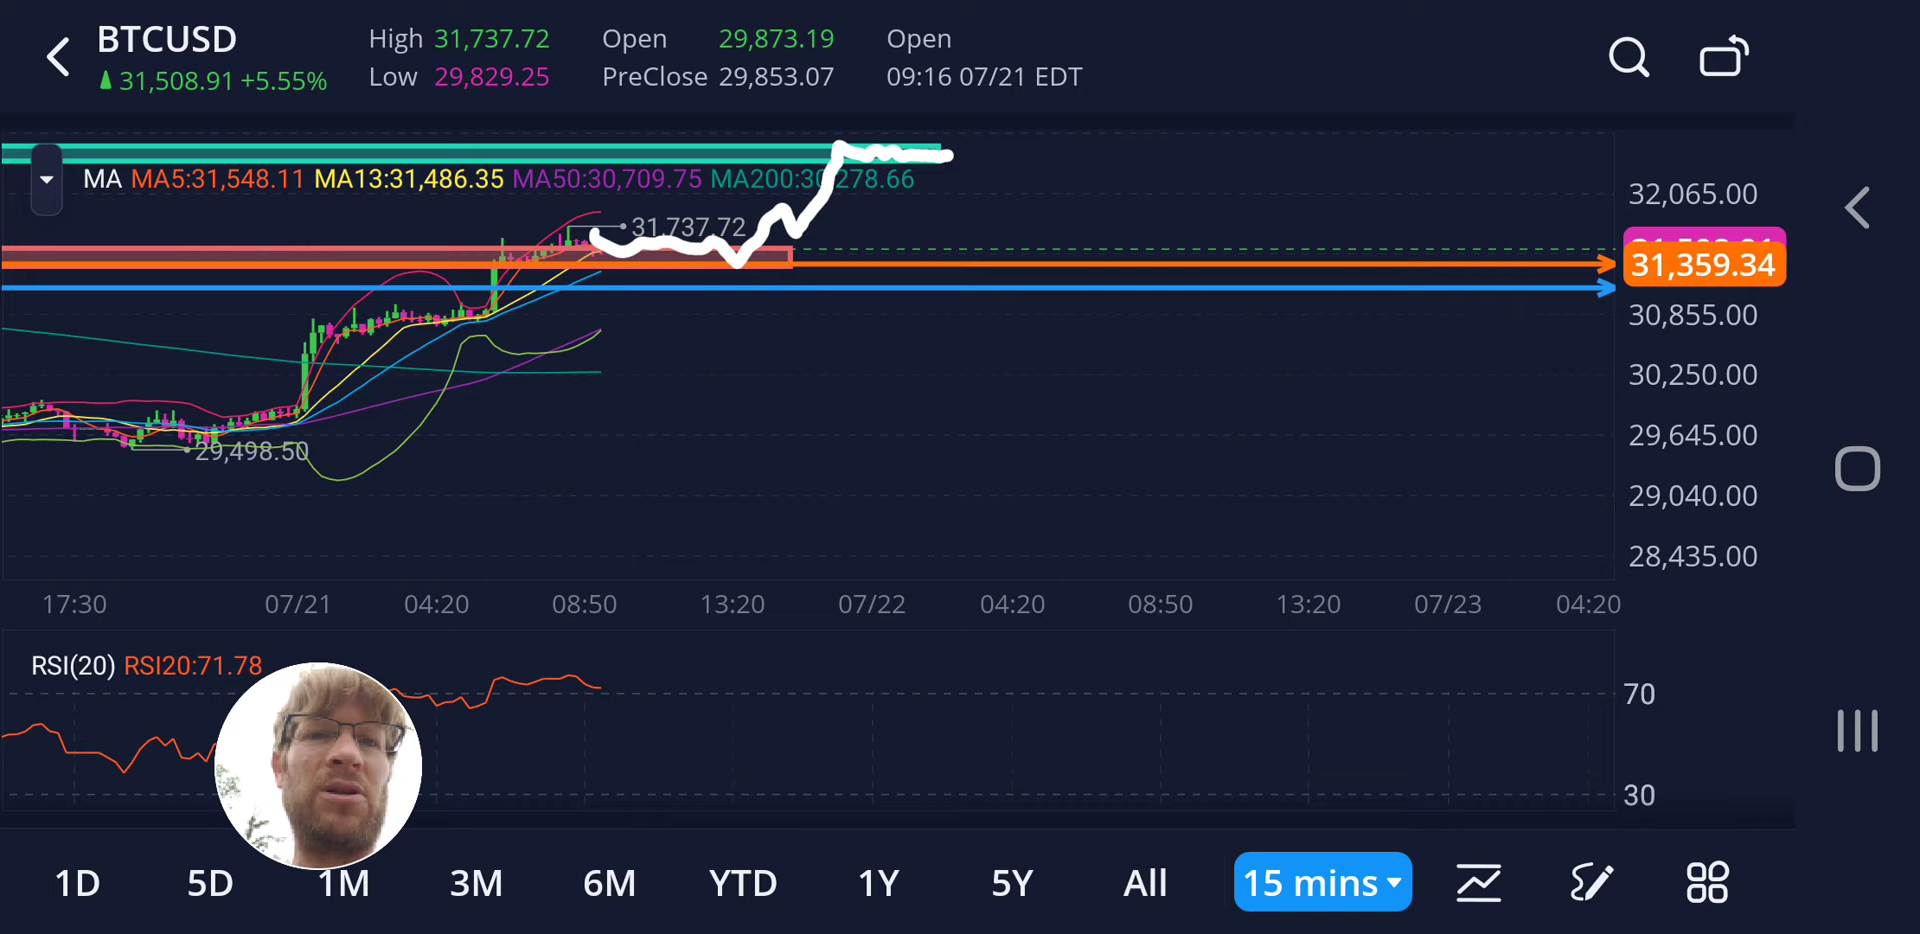 BTCUSD
31,508.91 +5.55%
High 31,737.72
Low 29,829.25
Open 29,873.19
PreClose 29,853.07
Open
09:16 07/21 EDT
MA MA5:31,548.11 MA13:31,486.35 MA50:30,709.75 MA200:30,278.66
31,737.72
29,498.50
32,065.00
31,359.34
30,855.00
30,250.00
29,645.00
29,040.00
28,435.00
17:30 07/21 04:20 08:50 13:20 07/22 04:20 08:50 13:20 07/23 04:20
RSI(20) RSI20:71.78
70
30
1D 5D 1M 3M 6M YTD 1Y 5Y All 15 mins